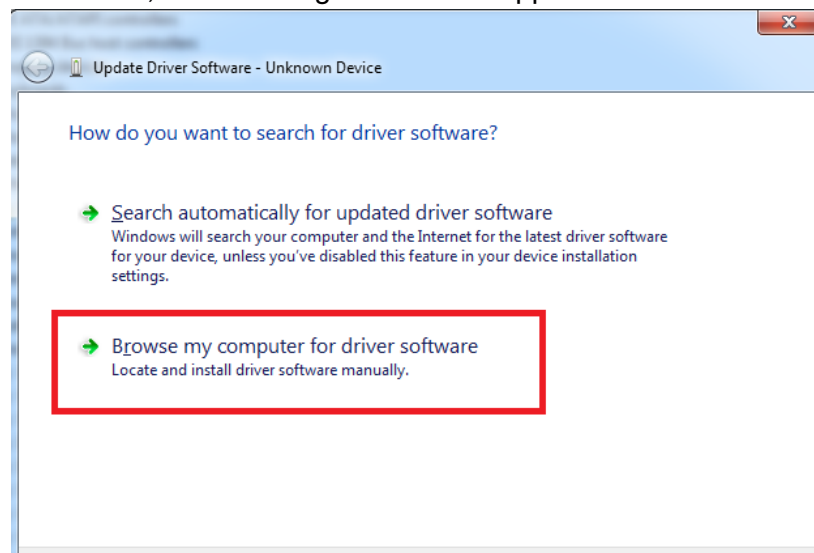 Update Driver Software - Unknown Device
How do you want to search for driver software?
Search automatically for updated driver software
Windows will search your computer and the Internet for the latest driver software
for your device, unless you've disabled this feature in your device installation
settings.
Browse my computer for driver software
Locate and install driver software manually.